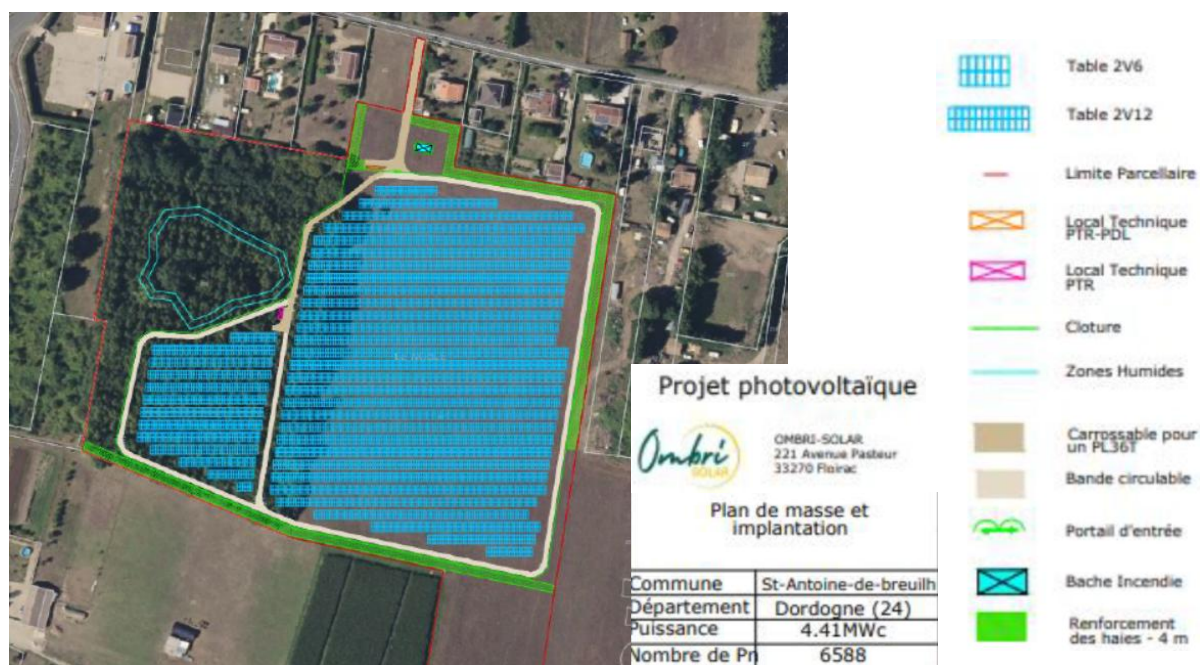 Table 2V6
Table 2V12
Limite Parcellaire
Local Technique
PTR-PDL
Local Technique
PTR
Cloture
Zones Humides
Carrossable pour
un PL36T
Bande circulable
Portail d'entrée
Bache Incendie
Renforcement
des haies - 4 m
Projet photovoltaïque
Ombri
SOLAR
OMBRI-SOLAR
221 Avenue Pasteur
33270 Floirac
Plan de masse et
implantation
Commune St-Antoine-de-breuilh
Département Dordogne (24)
Puissance 4.41MWc
Nombre de Pn 6588